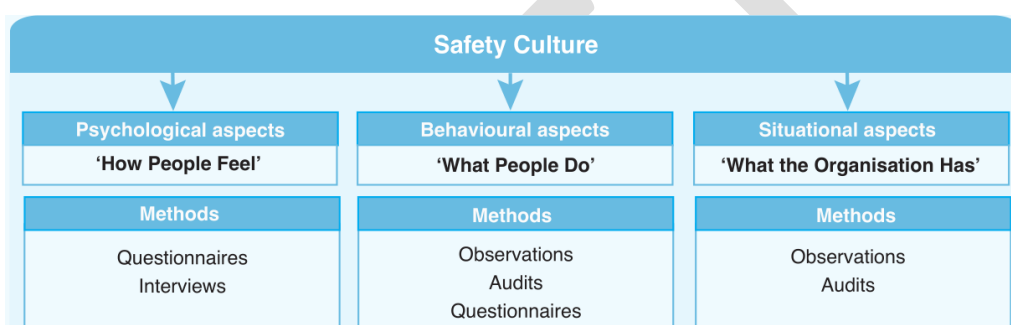 Safety Culture
Psychological aspects
'How People Feel'
Behavioural aspects
'What People Do'
Situational aspects
'What the Organisation Has'
Methods
Questionnaires
Interviews
Methods
Observations
Audits
Questionnaires
Methods
Observations
Audits